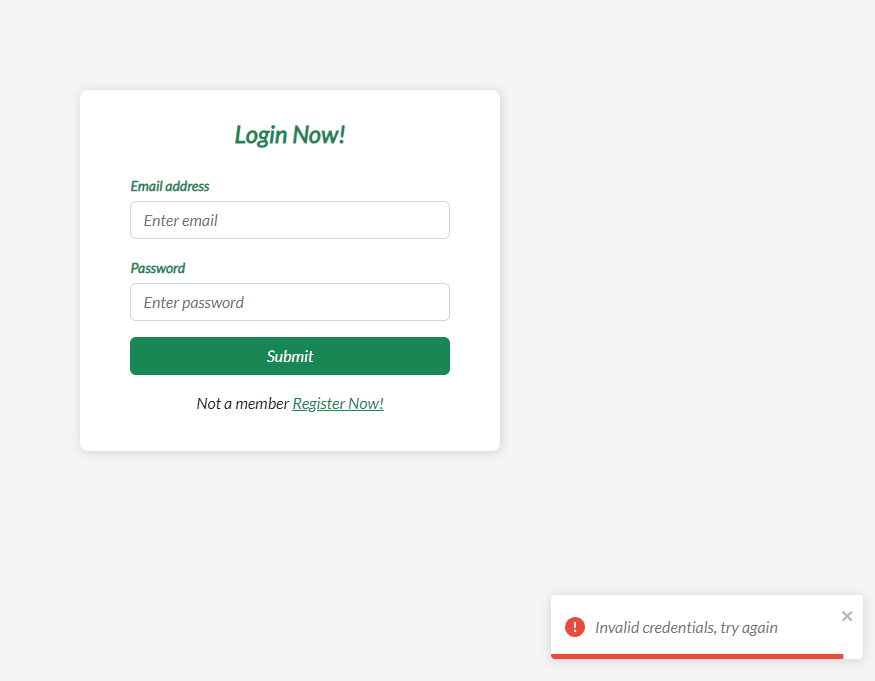 Login Now!
Email address
Enter email
Password
Enter password
Submit
Not a member Register Now!
Invalid credentials, try again